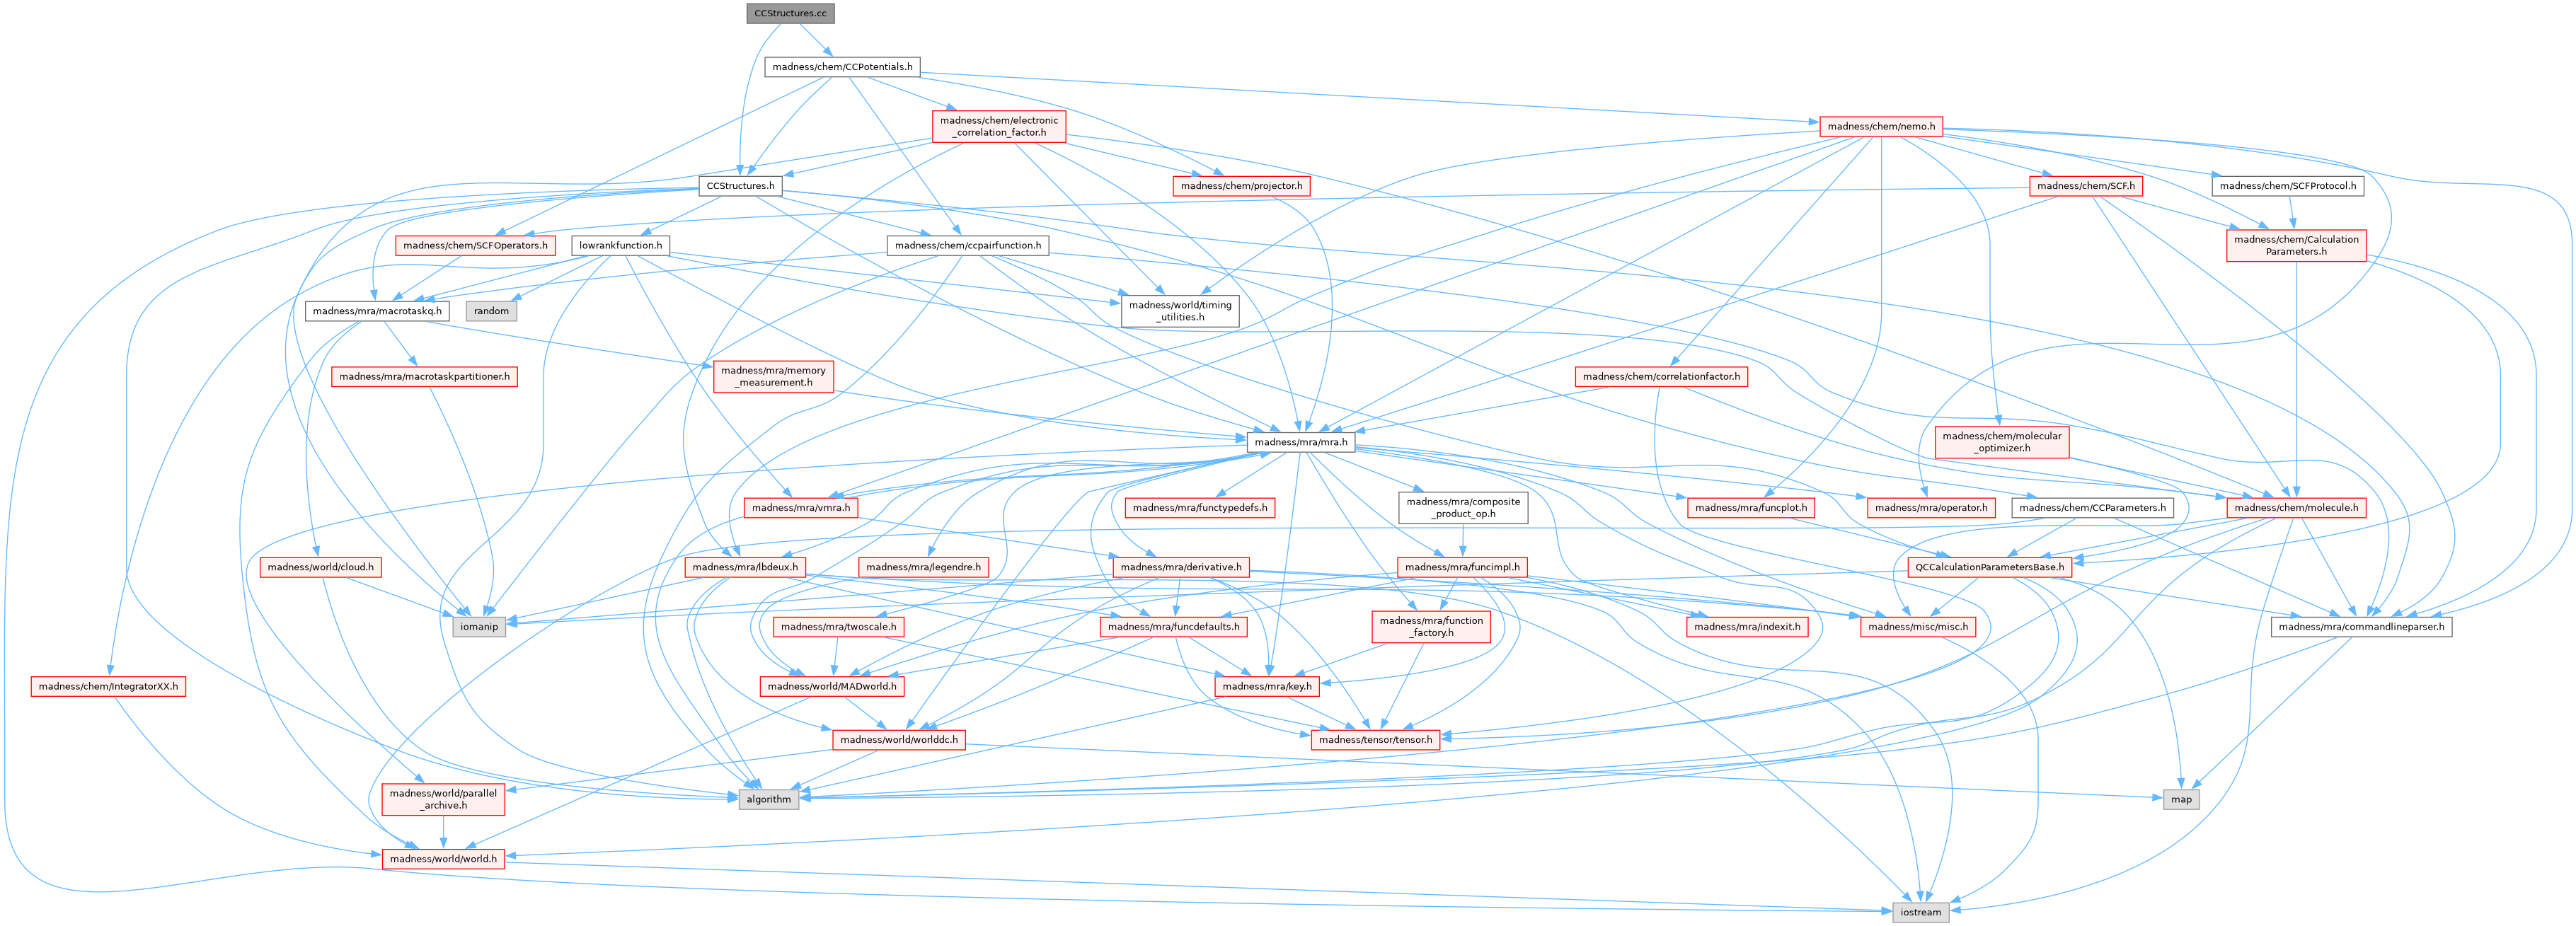 CCStructures.cc
madness/chem/CCPotentials.h
madness/chem/electronic
_correlation_factor.h
madness/chem/nemo.h
CCStructures.h
madness/chem/projector.h
madness/chem/SCF.h
madness/chem/SCFProtocol.h
madness/chem/SCFOperators.h
lowrankfunction.h
madness/chem/ccpairfunction.h
madness/chem/Calculation
Parameters.h
madness/mra/macrotaskq.h
random
madness/world/timing
_utilities.h
madness/mra/macrotaskpartitioner.h
madness/mra/memory
_measurement.h
madness/chem/correlationfactor.h
madness/mra/mra.h
madness/chem/molecular
_optimizer.h
madness/mra/vmra.h
madness/mra/functypedefs.h
madness/mra/composite
_product_op.h
madness/mra/funcplot.h
madness/mra/operator.h
madness/chem/CCParameters.h
madness/chem/molecule.h
madness/world/cloud.h
madness/mra/lbdeux.h
madness/mra/legendre.h
madness/mra/derivative.h
madness/mra/funcimpl.h
QCCalculationParametersBase.h
iomanip
madness/mra/twoscale.h
madness/mra/funcdefaults.h
madness/mra/function
_factory.h
madness/mra/indexit.h
madness/misc/misc.h
madness/mra/commandlineparser.h
madness/chem/IntegratorXX.h
madness/world/MADworld.h
madness/mra/key.h
madness/world/worlddc.h
madness/tensor/tensor.h
madness/world/parallel
_archive.h
algorithm
map
madness/world/world.h
iostream